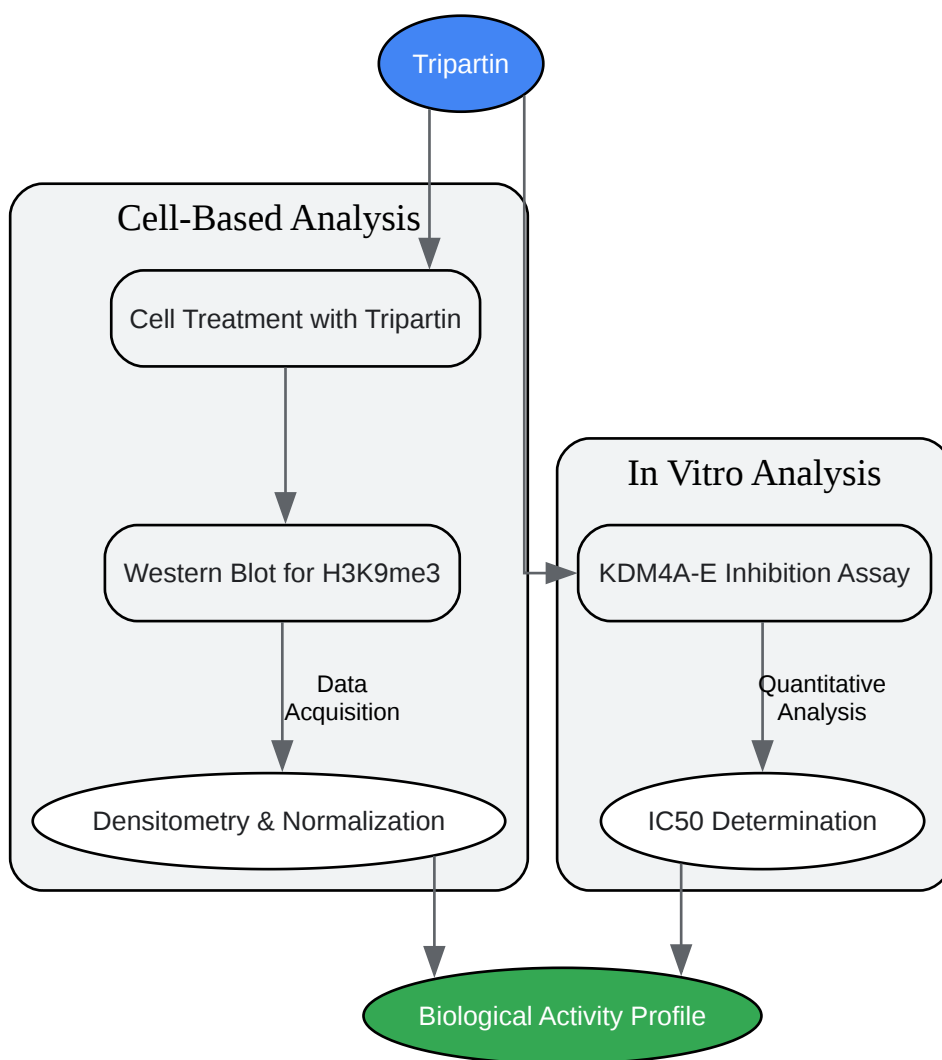 Tripartin
Cell-Based Analysis
Cell Treatment with Tripartin
Western Blot for H3K9me3
Data
Acquisition
Densitometry & Normalization
In Vitro Analysis
KDM4A-E Inhibition Assay
Quantitative
Analysis
IC50 Determination
Biological Activity Profile